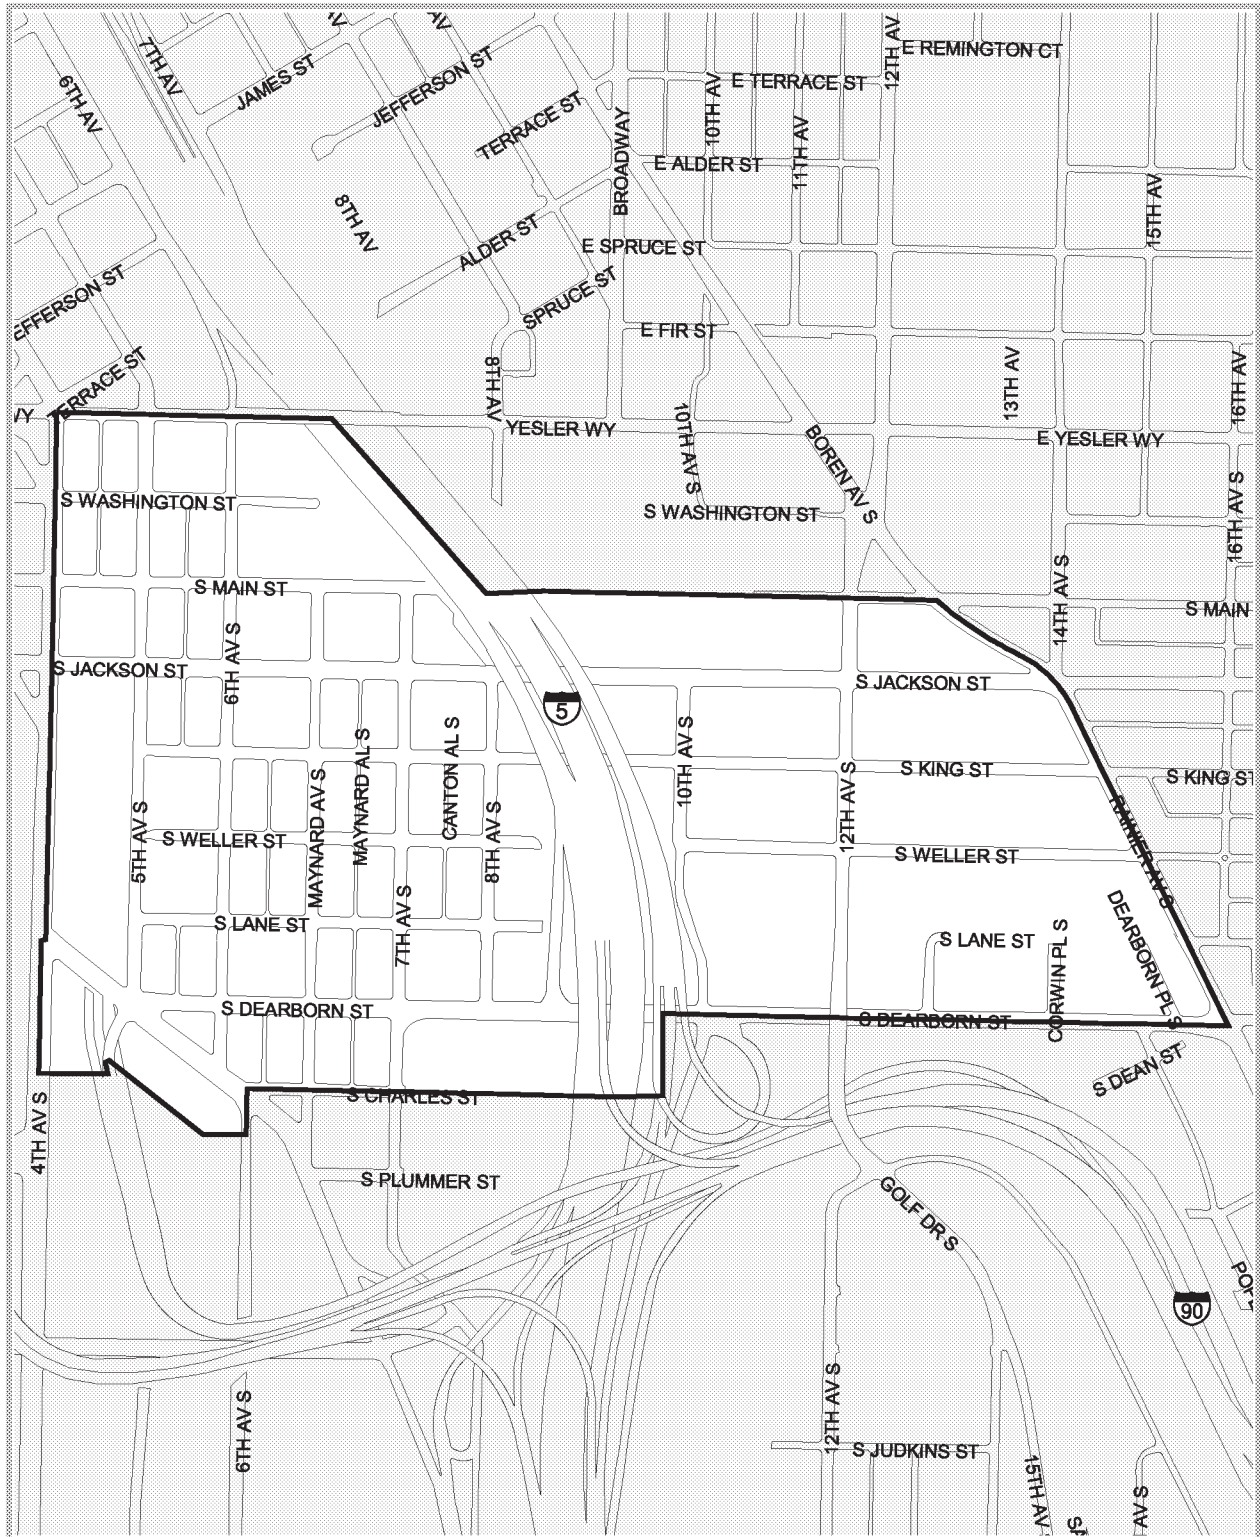 AV
AV
12TH AV
E REMINGTON CT
7TH AV
6TH AV
JAMES ST
JEFFERSON ST
E TERRACE ST
10TH AV
TERRACE ST
BROADWAY
11TH AV
E ALDER ST
15TH AV
8TH AV
ALDER ST
E SPRUCE ST
EFFERSON ST
SPRUCE ST
E FIR ST
TERRACE ST
8TH AV
13TH AV
16TH AV
WY
YESLER WY
10TH AV S
BOREN AV S
E YESLER WY
S WASHINGTON ST
S WASHINGTON ST
16TH AV S
S MAIN ST
14TH AV S
S MAIN
6TH AV S
S JACKSON ST
S JACKSON ST
5
MAYNARD AL S
CANTON AL S
10TH AV S
S KING ST
S KING ST
5TH AV S
MAYNARD AV S
8TH AV S
12TH AV S
RAINIER AV S
S WELLER ST
S WELLER ST
7TH AV S
DEARBORN PL S
S LANE ST
S LANE ST
CORWIN PL S
S DEARBORN ST
S DEARBORN ST
S DEAN ST
S CHARLES ST
4TH AV S
S PLUMMER ST
GOLF DR S
90
12TH AV S
6TH AV S
S JUDKINS ST
15TH AV
AV S